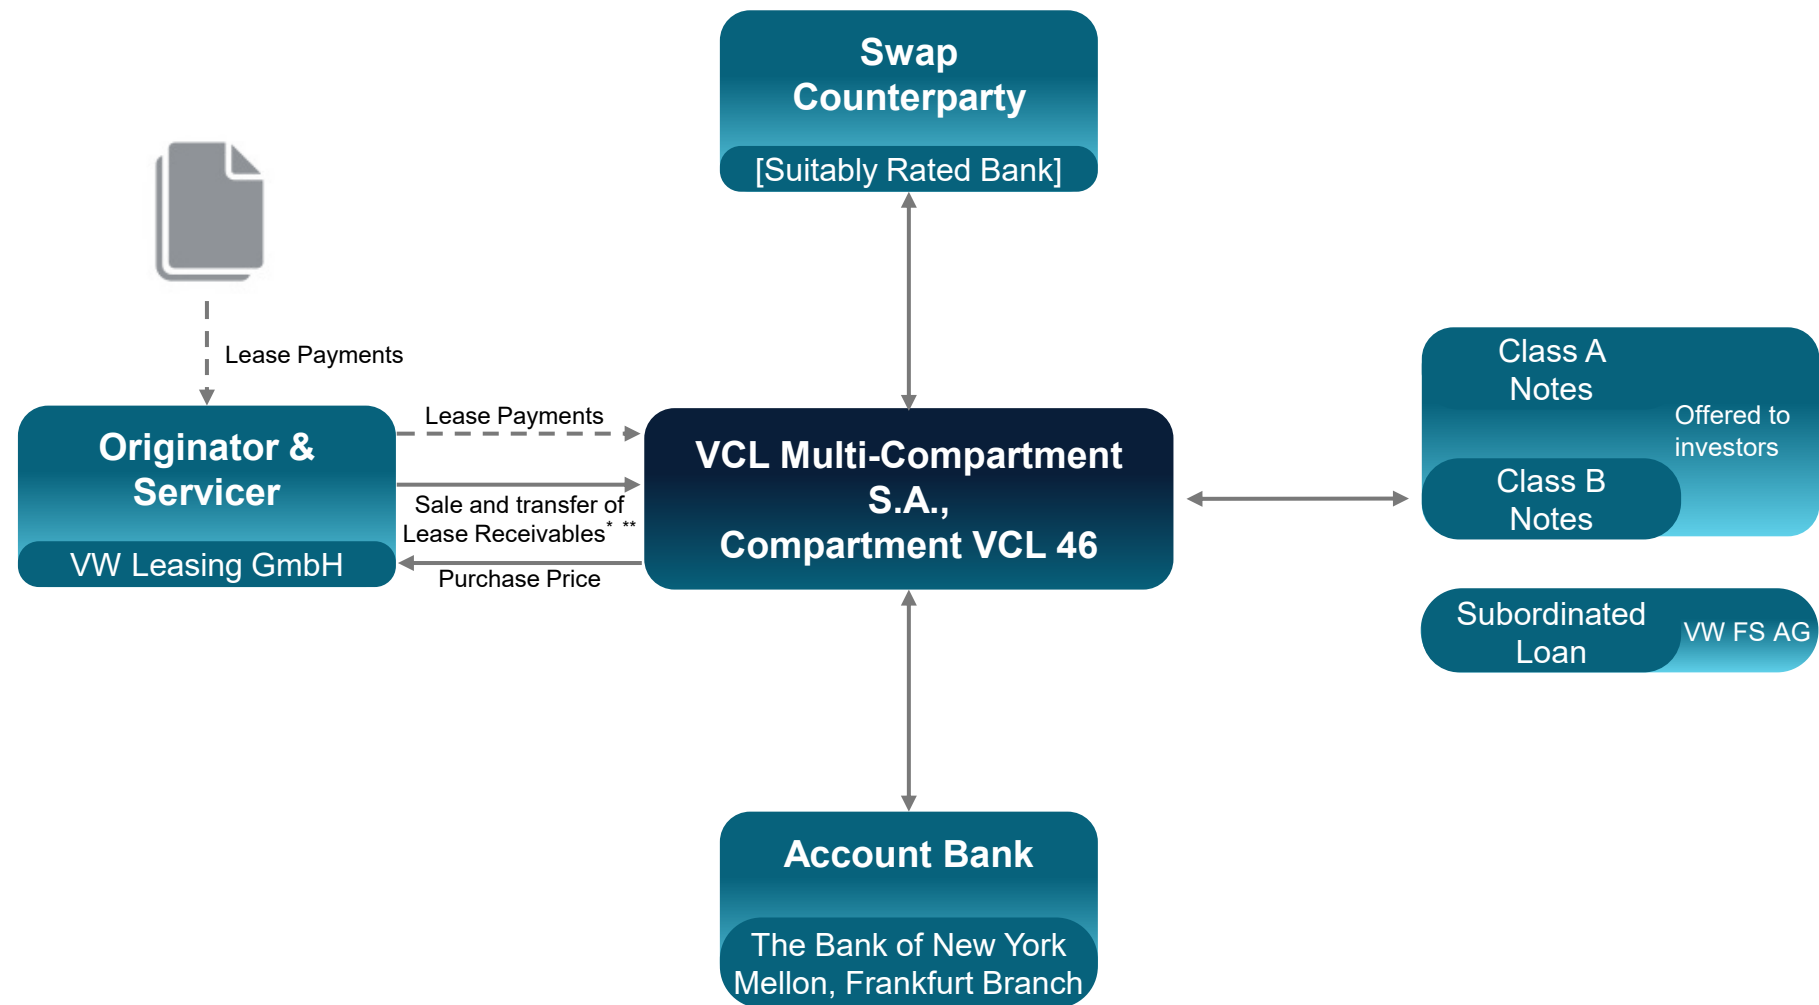 Swap
Counterparty
[Suitably Rated Bank]
Lease Payments
Originator &
Servicer
VW Leasing GmbH
Lease Payments
Sale and transfer of
Lease Receivables* **
Purchase Price
VCL Multi-Compartment
S.A.,
Compartment VCL 46
Class A
Notes
Offered to
investors
Class B
Notes
Subordinated
Loan
VW FS AG
Account Bank
The Bank of New York
Mellon, Frankfurt Branch